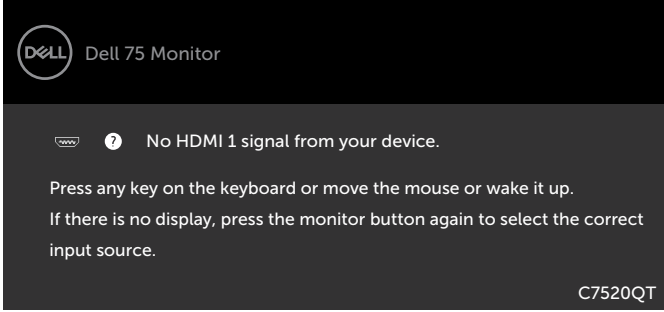 DELL
Dell 75 Monitor
? No HDMI 1 signal from your device.
Press any key on the keyboard or move the mouse or wake it up.
If there is no display, press the monitor button again to select the correct
input source.
C7520QT